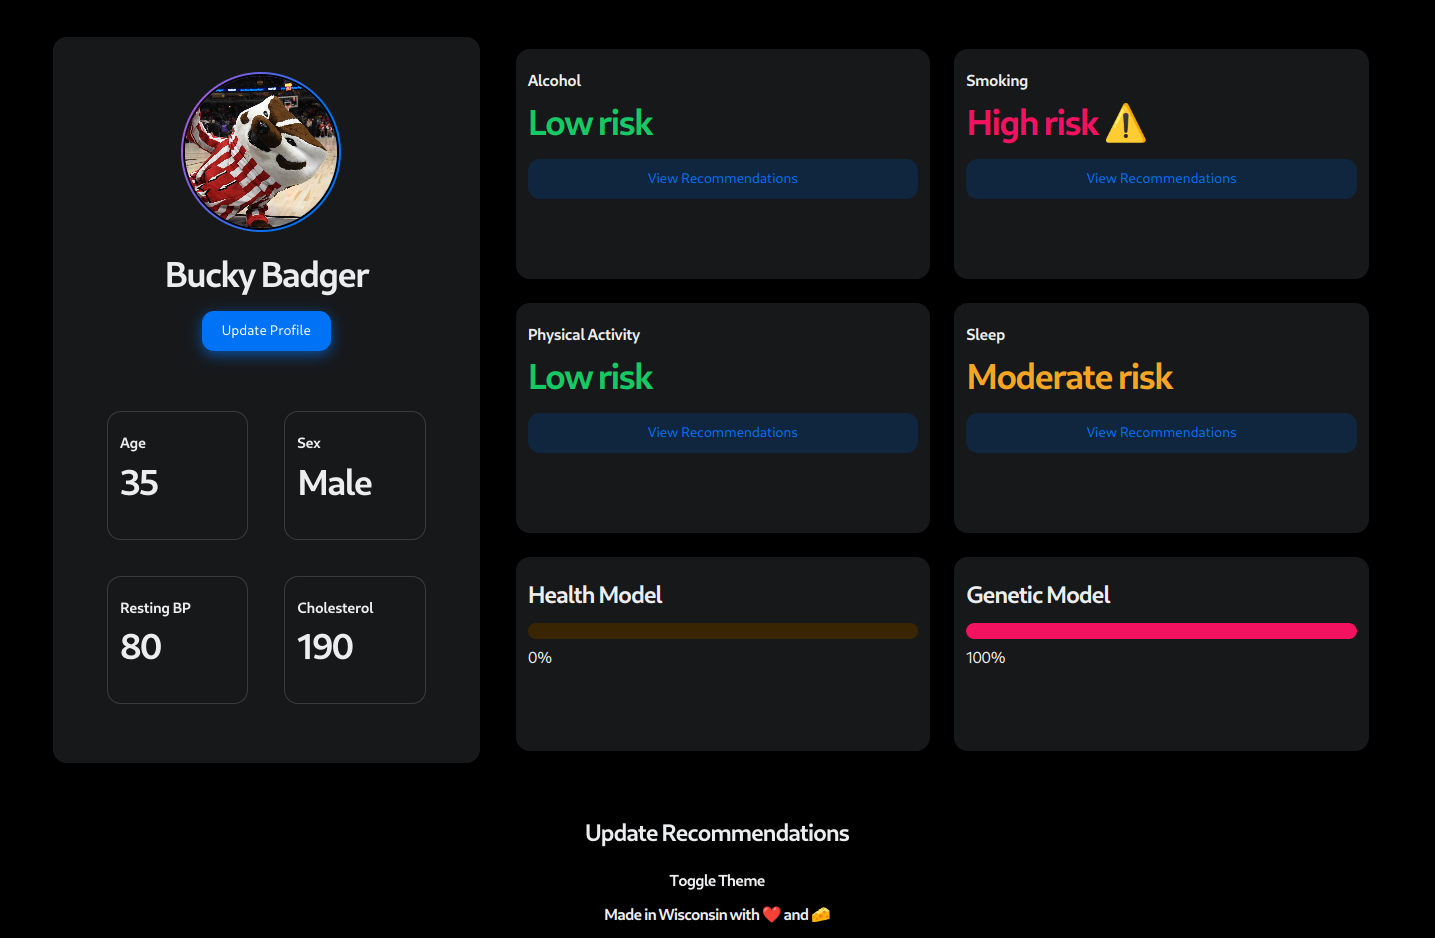 Bucky Badger
Update Profile
Age
35
Sex
Male
Resting BP
80
Cholesterol
190
Alcohol
Low risk
View Recommendations
Smoking
High risk ⚠️
View Recommendations
Physical Activity
Low risk
View Recommendations
Sleep
Moderate risk
View Recommendations
Health Model
0%
Genetic Model
100%
Update Recommendations
Toggle Theme
Made in Wisconsin with ❤️ and 🧀